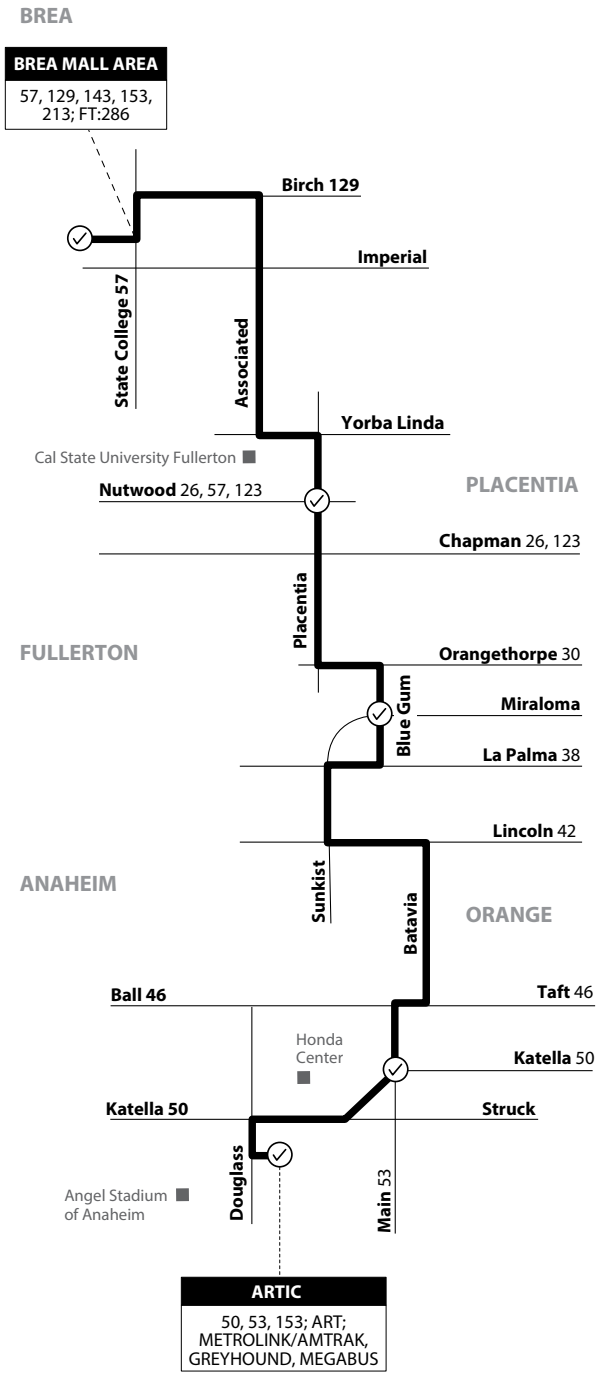 BREA
BREA MALL AREA
57, 129, 143, 153,
213; FT:286
Birch 129
Imperial
State College 57
Associated
Yorba Linda
Cal State University Fullerton
PLACENTIA
Nutwood 26, 57, 123
Chapman 26, 123
Placentia
FULLERTON
Orangethorpe 30
Blue Gum
Miraloma
La Palma 38
Lincoln 42
Sunkist
ANAHEIM
Batavia
ORANGE
Ball 46
Taft 46
Honda
Center
Katella 50
Katella 50
Struck
Douglass
Main 53
Angel Stadium
of Anaheim
ARTIC
50, 53, 153; ART;
METROLINK/AMTRAK,
GREYHOUND, MEGABUS